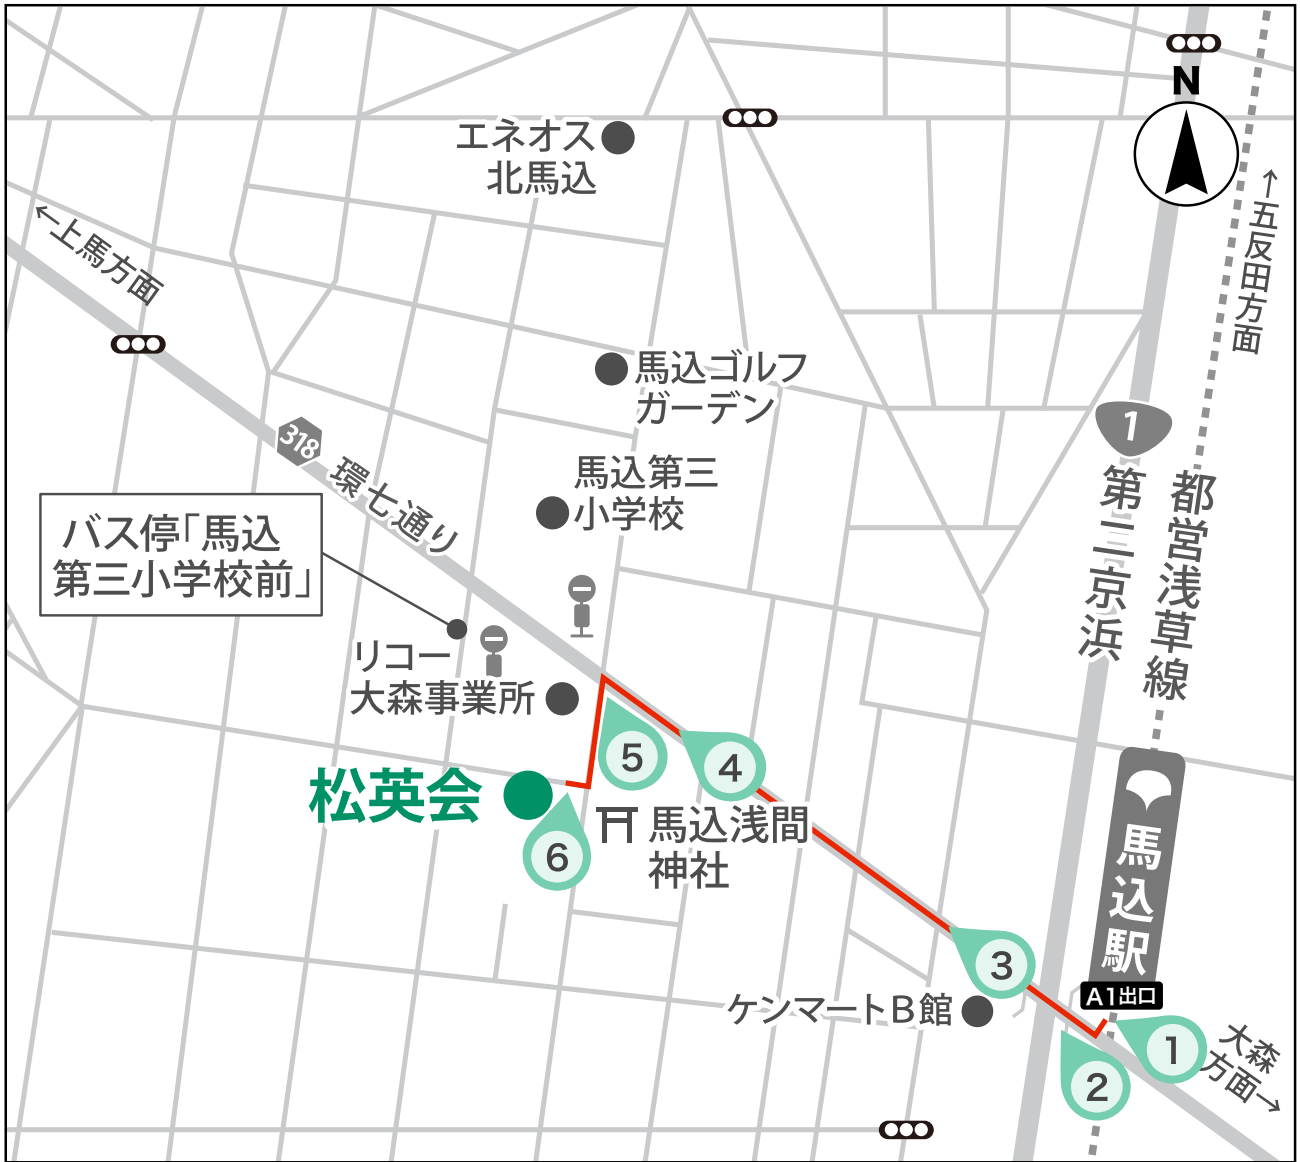 N
エネオス
北馬込
←上馬方面
↑五反田方面
馬込ゴルフ
ガーデン
1
318
環七通り
馬込第三
小学校
第三京浜
都営浅草線
バス停「馬込
第三小学校前」
リコー
大森事業所
5
4
松英会
馬込浅間
神社
6
馬込駅
3
A1出口
ケンマートB館
1
2
大森
方面→